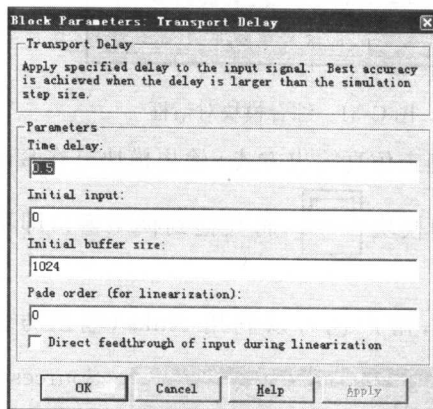 Block Parameters: Transport Delay
Transport Delay
Apply specified delay to the input signal.  Best accuracy
is achieved when the delay is larger than the simulation
step size.
Parameters
Time delay:
0.5
Initial input:
0
Initial buffer size:
1024
Pade order (for linearization):
0
Direct feedthrough of input during linearization
OK
Cancel
Help
Apply